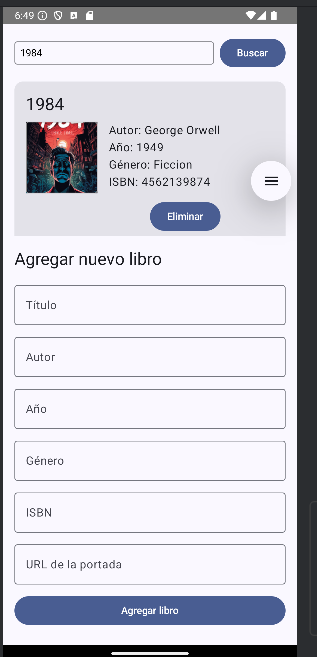 6:49
1984
Buscar
1984
1984
Autor: George Orwell
Año: 1949
Género: Ficcion
ISBN: 4562139874
Eliminar
Agregar nuevo libro
Título
Autor
Año
Género
ISBN
URL de la portada
Agregar libro